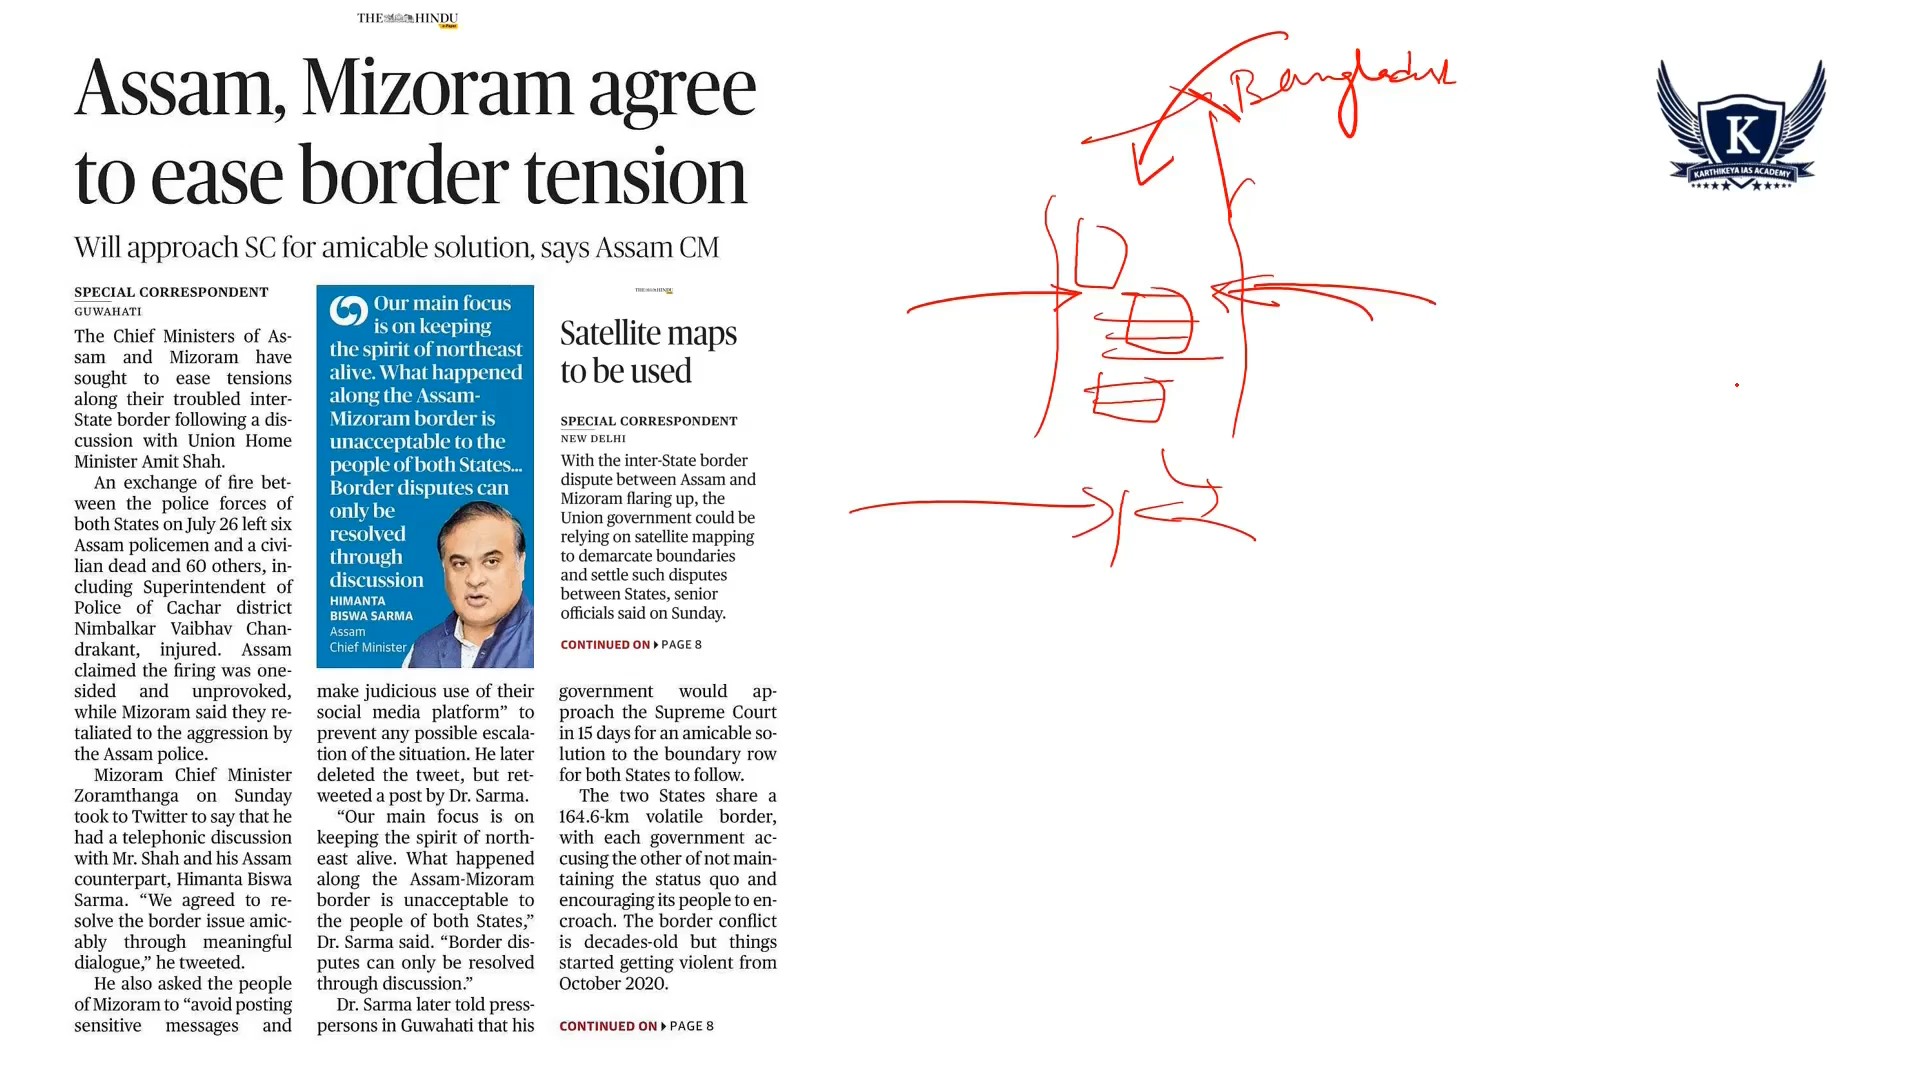 THE HINDU
e-Paper
Assam, Mizoram agree
to ease border tension
Will approach SC for amicable solution, says Assam CM
SPECIAL CORRESPONDENT
GUWAHATI
The Chief Ministers of As-
sam and Mizoram have
sought to ease tensions
along their troubled inter-
State border following a dis-
cussion with Union Home
Minister Amit Shah.
An exchange of fire bet-
ween the police forces of
both States on July 26 left six
Assam policemen and a civi-
lian dead and 60 others, in-
cluding Superintendent of
Police of Cachar district
Nimbalkar Vaibhav Chan-
drakant, injured. Assam
claimed the firing was one-
sided and unprovoked,
while Mizoram said they re-
taliated to the aggression by
the Assam police.
Mizoram Chief Minister
Zoramthanga on Sunday
took to Twitter to say that he
had a telephonic discussion
with Mr. Shah and his Assam
counterpart, Himanta Biswa
Sarma. “We agreed to re-
solve the border issue amic-
ably through meaningful
dialogue,” he tweeted.
He also asked the people
of Mizoram to “avoid posting
sensitive messages and
Our main focus
is on keeping
the spirit of northeast
alive. What happened
along the Assam-
Mizoram border is
unacceptable to the
people of both States...
Border disputes can
only be
resolved
through
discussion
HIMANTA
BISWA SARMA
Assam
Chief Minister
make judicious use of their
social media platform” to
prevent any possible escala-
tion of the situation. He later
deleted the tweet, but ret-
weeted a post by Dr. Sarma.
“Our main focus is on
keeping the spirit of north-
east alive. What happened
along the Assam-Mizoram
border is unacceptable to
the people of both States,”
Dr. Sarma said. “Border dis-
putes can only be resolved
through discussion.”
Dr. Sarma later told press-
persons in Guwahati that his
THE HINDU
Satellite maps
to be used
SPECIAL CORRESPONDENT
NEW DELHI
With the inter-State border
dispute between Assam and
Mizoram flaring up, the
Union government could be
relying on satellite mapping
to demarcate boundaries
and settle such disputes
between States, senior
officials said on Sunday.
CONTINUED ON PAGE 8
government would ap-
proach the Supreme Court
in 15 days for an amicable so-
lution to the boundary row
for both States to follow.
The two States share a
164.6-km volatile border,
with each government ac-
cusing the other of not main-
taining the status quo and
encouraging its people to en-
croach. The border conflict
is decades-old but things
started getting violent from
October 2020.
CONTINUED ON PAGE 8
Bangladesh
K
KARTHIKEYA IAS ACADEMY